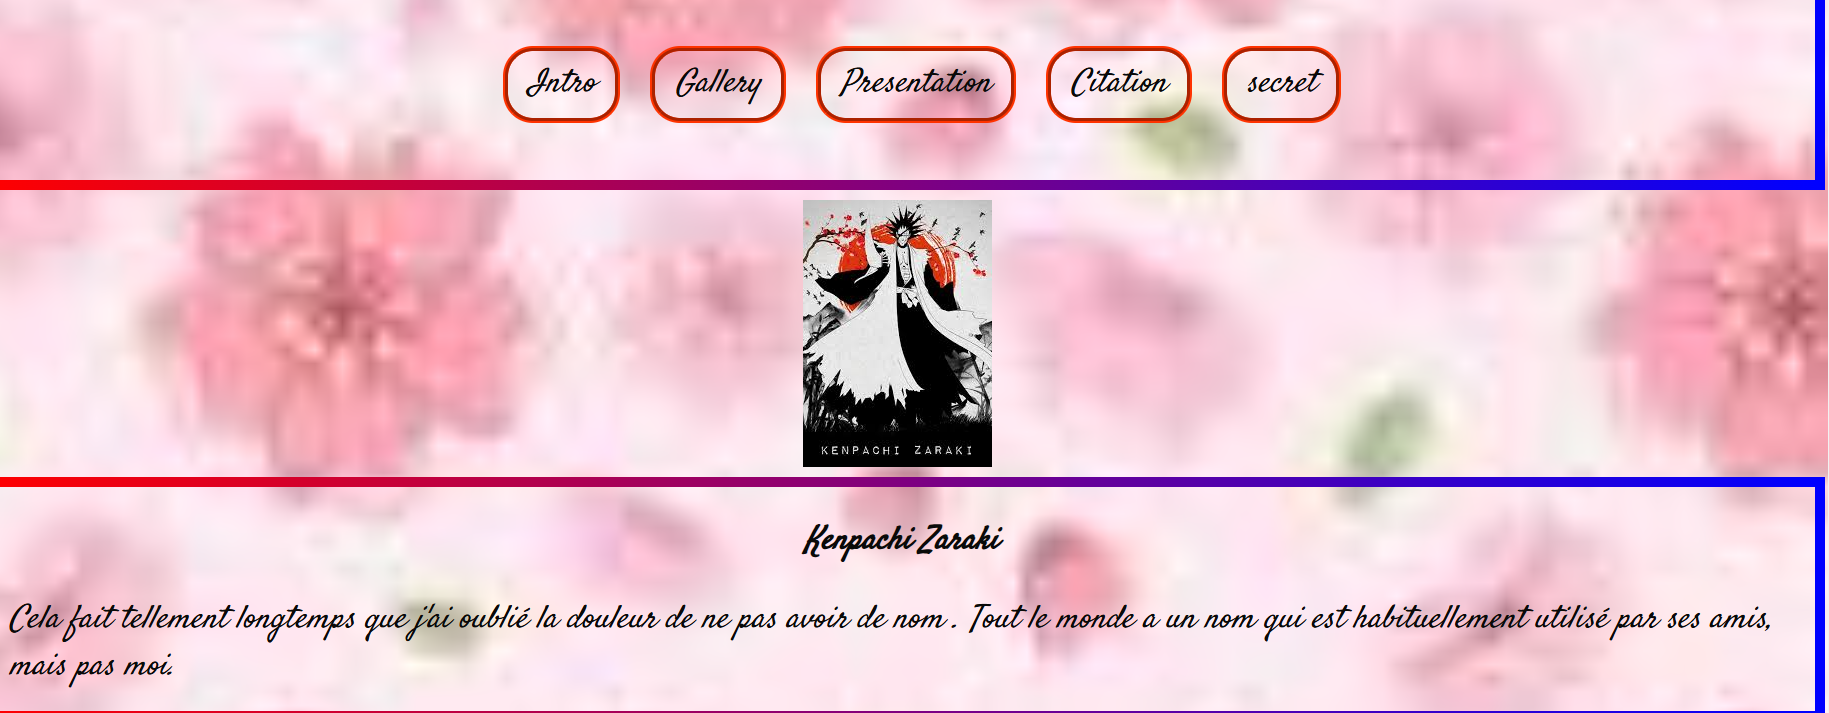 Intro Gallery Presentation Citation secret
KENPACHI ZARAKI
Kenpachi Zaraki
Cela fait tellement longtemps que j'ai oublié la douleur de ne pas avoir de nom . Tout le monde a un nom qui est habituellement utilisé par ses amis,
mais pas moi.